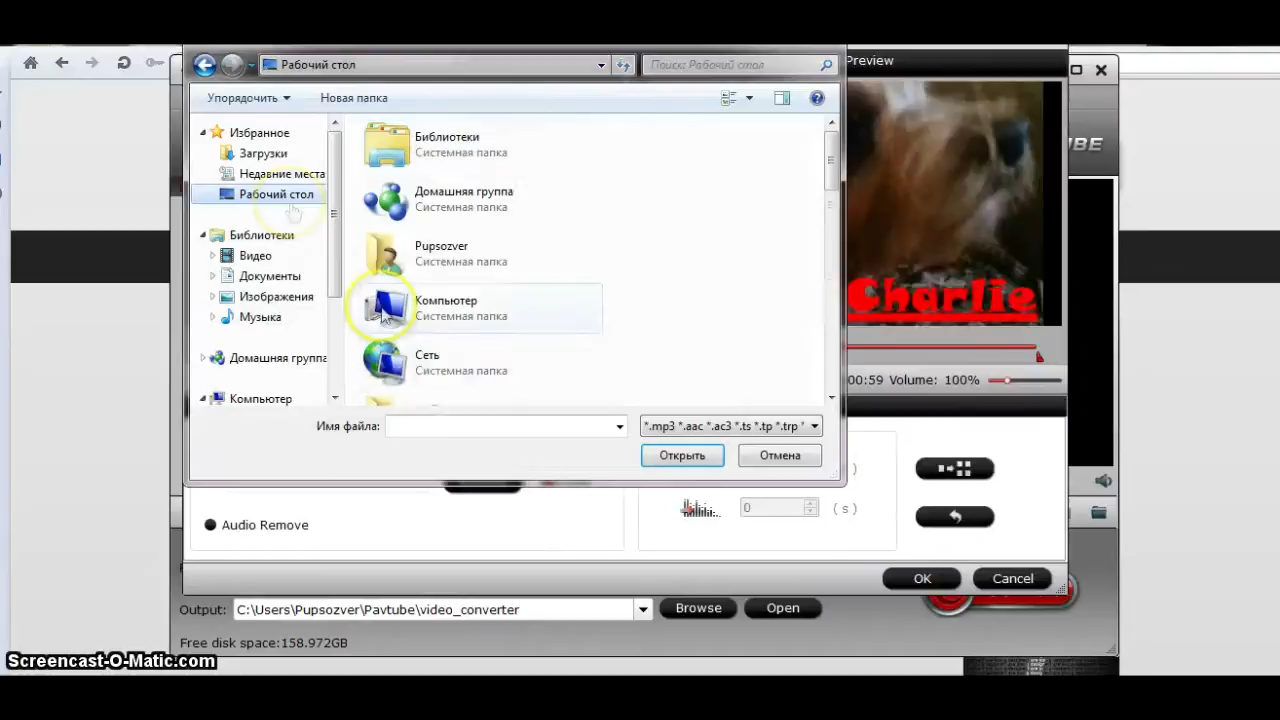 Рабочий стол
Поиск: Рабочий стол
Preview
Упорядочить
Новая папка
Избранное
Загрузки
Недавние места
Рабочий стол
Библиотеки
Видео
Документы
Изображения
Музыка
Домашняя группа
Компьютер
Библиотеки
Системная папка
Домашняя группа
Системная папка
Pupsozver
Системная папка
Компьютер
Системная папка
Сеть
Системная папка
BE
Charlie
00:59 Volume: 100%
Имя файла:
*.mp3 *.aac *.ac3 *.ts *.tp *.trp *
Открыть
Отмена
)
0
( s )
Audio Remove
OK
Cancel
Output:
C:\Users\Pupsozver\Pavtube\video_converter
Browse
Open
Free disk space:158.972GB
Screencast-O-Matic.com